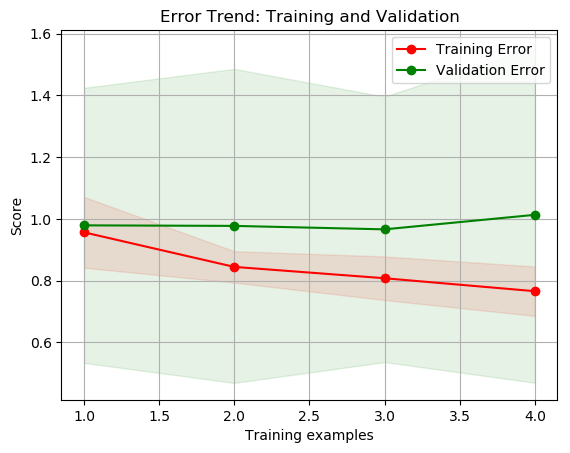 Error Trend: Training and Validation
1.6
1.4
1.2
1.0
0.8
0.6
Score
Training Error
Validation Error
1.0 1.5 2.0 2.5 3.0 3.5 4.0
Training examples